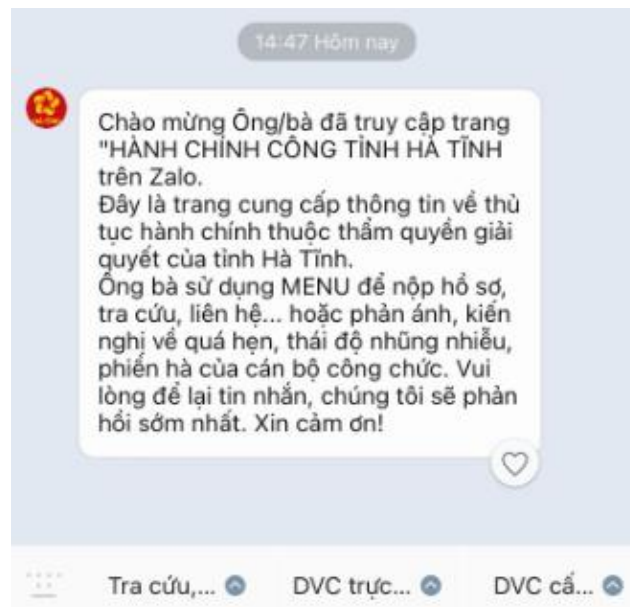 14:47 Hôm nay
Chào mừng Ông/bà đã truy cập trang
"HÀNH CHÍNH CÔNG TỈNH HÀ TĨNH
trên Zalo.
Đây là trang cung cấp thông tin về thủ
tục hành chính thuộc thẩm quyền giải
quyết của tỉnh Hà Tĩnh.
Ông bà sử dụng MENU để nộp hồ sơ,
tra cứu, liên hệ... hoặc phản ánh, kiến
nghị về quá hẹn, thái độ nhũng nhiễu,
phiền hà của cán bộ công chức. Vui
lòng để lại tin nhắn, chúng tôi sẽ phản
hồi sớm nhất. Xin cảm ơn!
Tra cứu,... DVC trực... DVC cấ...